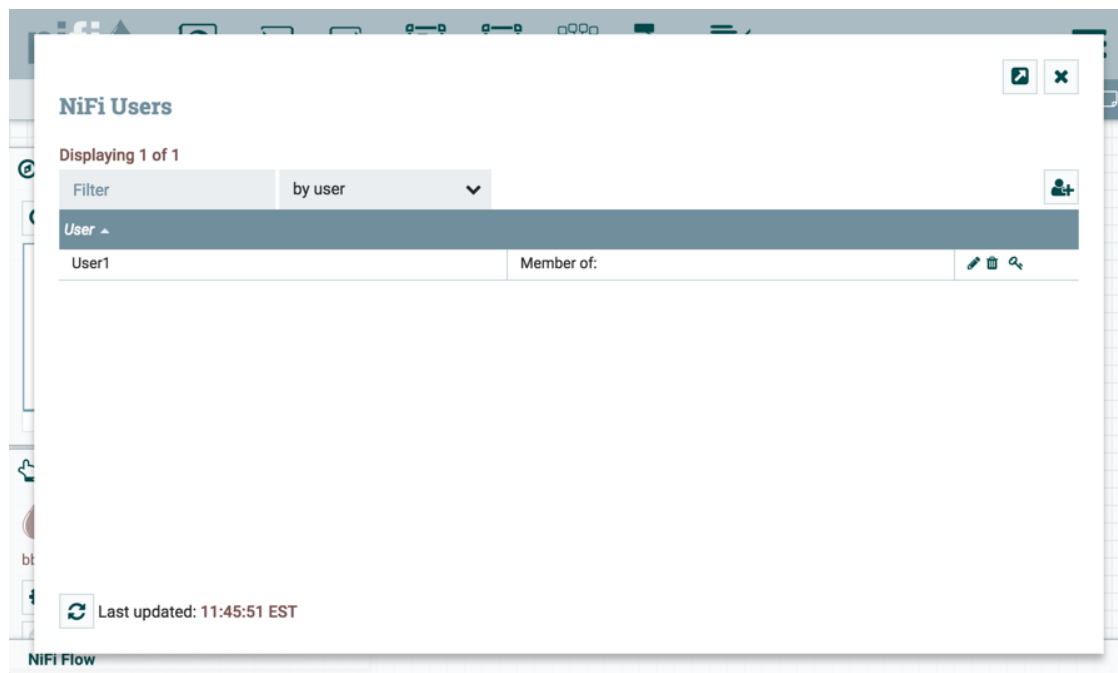 NiFi Users
Displaying 1 of 1
Filter by user
User
User1 Member of:
Last updated: 11:45:51 EST
NiFi Flow